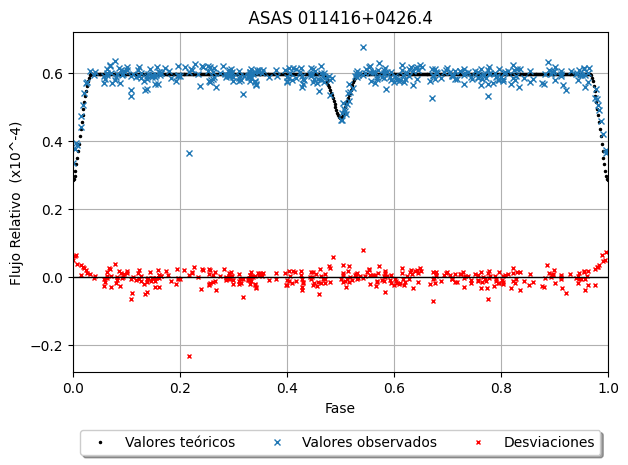 ASAS 011416+0426.4
Flujo Relativo (x10^-4)
0.6
0.4
0.2
0.0
−0.2
0.0 0.2 0.4 0.6 0.8 1.0
Fase
Valores teóricos Valores observados Desviaciones